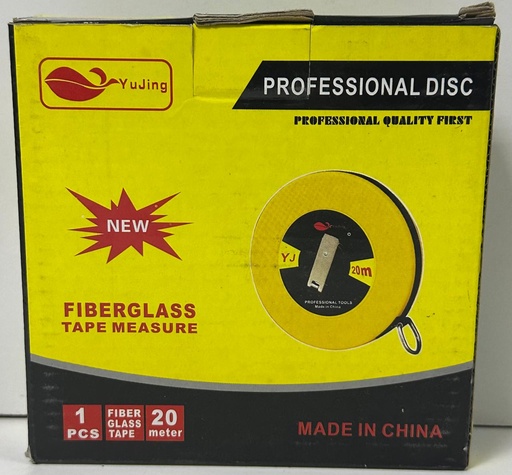 YuJing
PROFESSIONAL DISC
PROFESSIONAL QUALITY FIRST
NEW
YJ
20m
PROFESSIONAL TOOLS
Made in China
FIBERGLASS
TAPE MEASURE
1
PCS
FIBER
GLASS
TAPE
20
meter
MADE IN CHINA